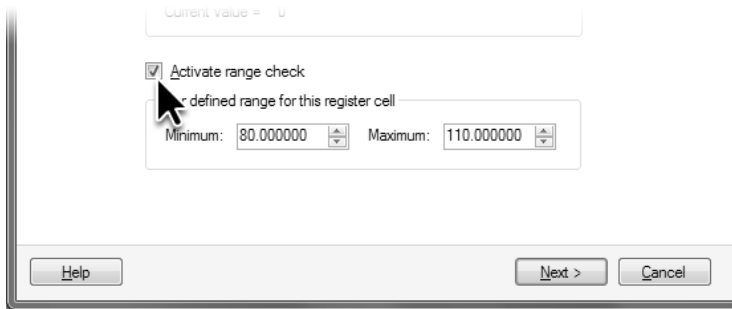 Current value = 0
Activate range check
r defined range for this register cell
Minimum: 80.000000 Maximum: 110.000000
Help Next > Cancel